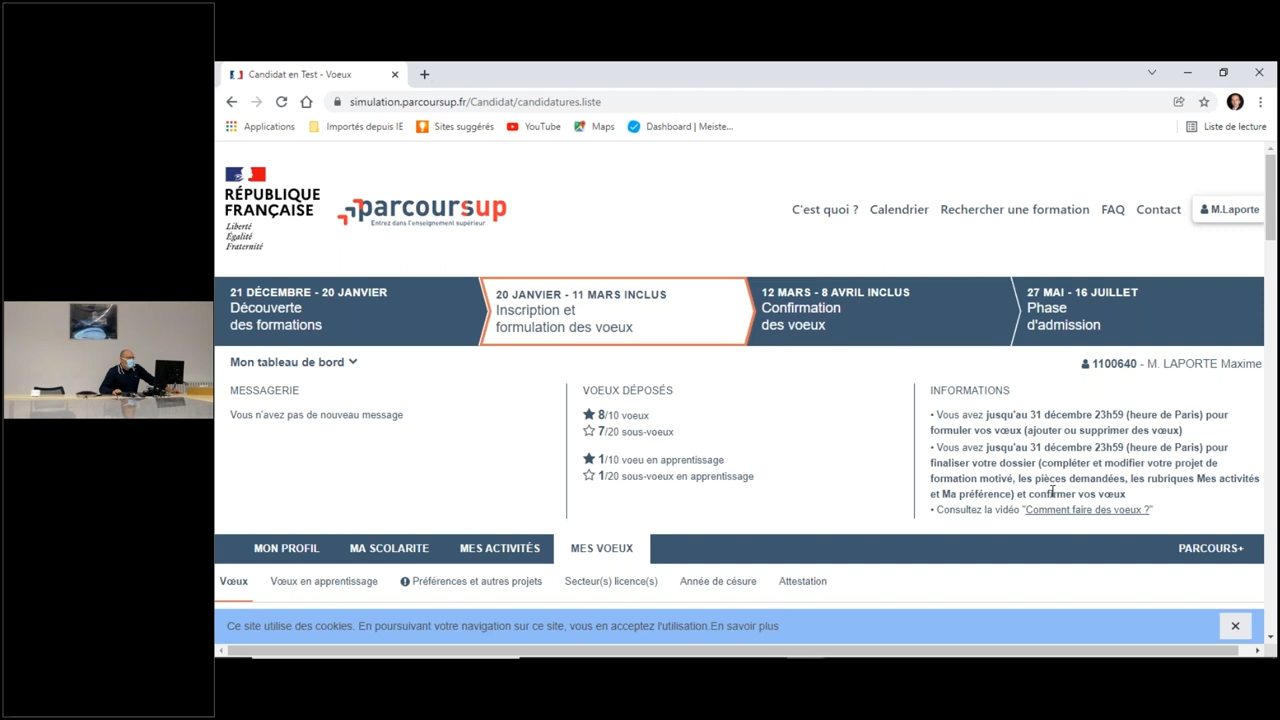 Candidat en Test - Voeux
simulation.parcoursup.fr/Candidat/candidatures.liste
Applications Importés depuis IE Sites suggérés YouTube Maps Dashboard | Meiste... Liste de lecture
RÉPUBLIQUE
FRANÇAISE
Liberté
Égalité
Fraternité
parcoursup
Entrez dans l'enseignement supérieur
C'est quoi ? Calendrier Rechercher une formation FAQ Contact M.Laporte
21 DÉCEMBRE - 20 JANVIER
Découverte
des formations
20 JANVIER - 11 MARS INCLUS
Inscription et
formulation des voeux
12 MARS - 8 AVRIL INCLUS
Confirmation
des voeux
27 MAI - 16 JUILLET
Phase
d'admission
Mon tableau de bord
1100640 - M. LAPORTE Maxime
MESSAGERIE
Vous n'avez pas de nouveau message
VOEUX DÉPOSÉS
8/10 voeux
7/20 sous-voeux
1/10 voeu en apprentissage
1/20 sous-voeux en apprentissage
INFORMATIONS
• Vous avez jusqu'au 31 décembre 23h59 (heure de Paris) pour
formuler vos vœux (ajouter ou supprimer des vœux)
• Vous avez jusqu'au 31 décembre 23h59 (heure de Paris) pour
finaliser votre dossier (compléter et modifier votre projet de
formation motivé, les pièces demandées, les rubriques Mes activités
et Ma préférence) et confirmer vos vœux
• Consultez la vidéo "Comment faire des voeux ?"
MON PROFIL MA SCOLARITE MES ACTIVITÉS MES VOEUX PARCOURS+
Vœux Vœux en apprentissage Préférences et autres projets Secteur(s) licence(s) Année de césure Attestation
Ce site utilise des cookies. En poursuivant votre navigation sur ce site, vous en acceptez l'utilisation.En savoir plus